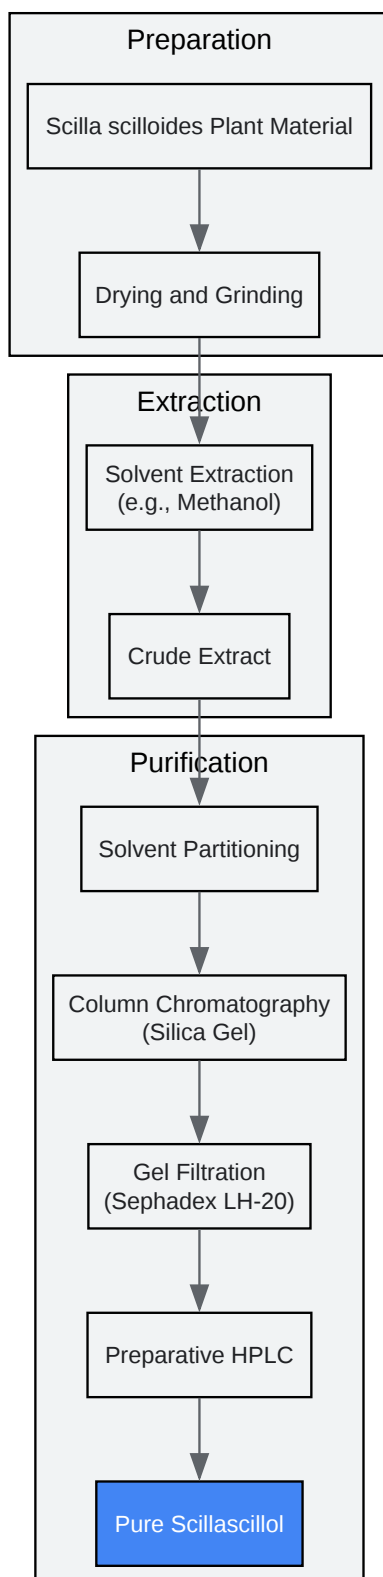 Preparation
Scilla scilloides Plant Material
Drying and Grinding
Extraction
Solvent Extraction
(e.g., Methanol)
Crude Extract
Purification
Solvent Partitioning
Column Chromatography
(Silica Gel)
Gel Filtration
(Sephadex LH-20)
Preparative HPLC
Pure Scillascillol